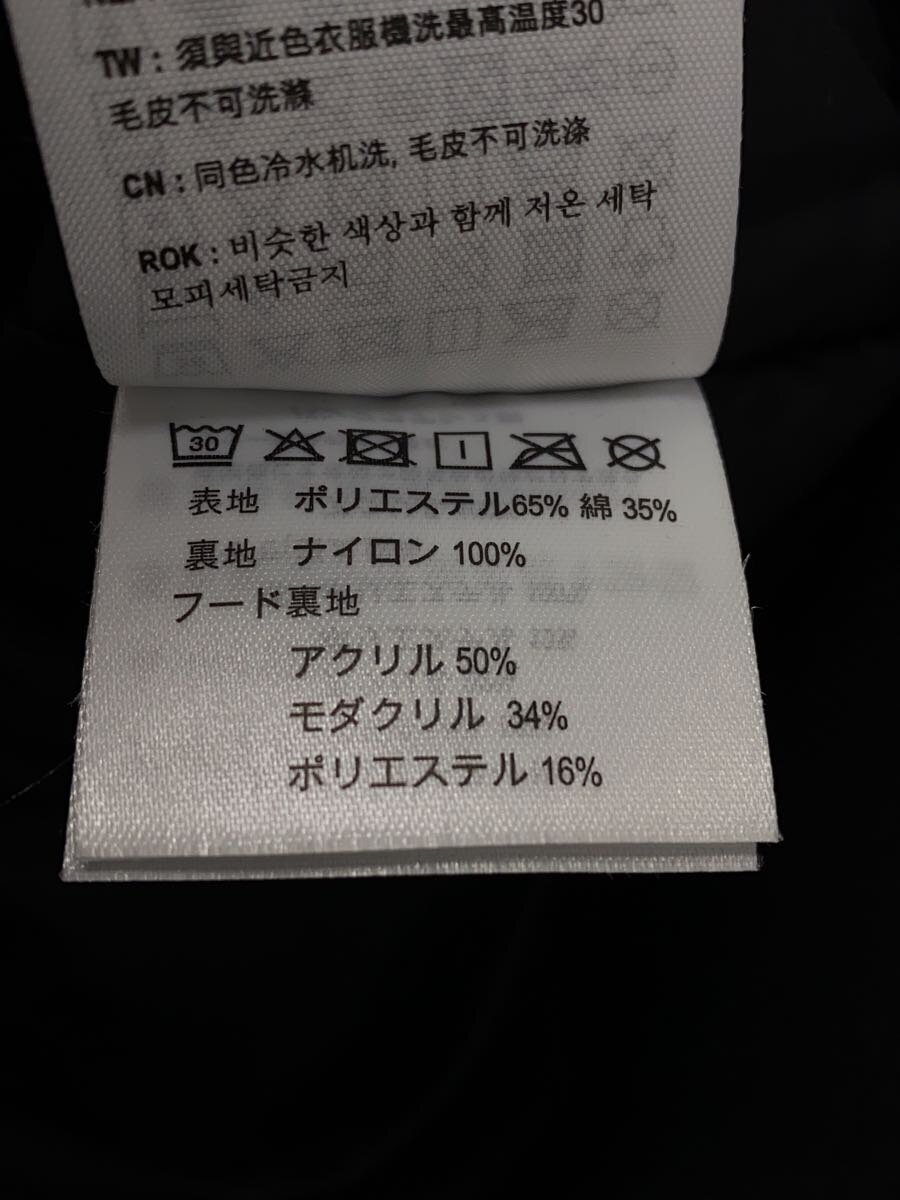 TW : 須與近色衣服機洗最高温度30
毛皮不可洗滌
CN : 同色冷水机洗, 毛皮不可洗涤
ROK : 비슷한 색상과 함께 저온 세탁
모피세탁금지
30
表地 ポリエステル65% 綿 35%
裏地 ナイロン 100%
フード裏地
アクリル 50%
モダクリル 34%
ポリエステル 16%